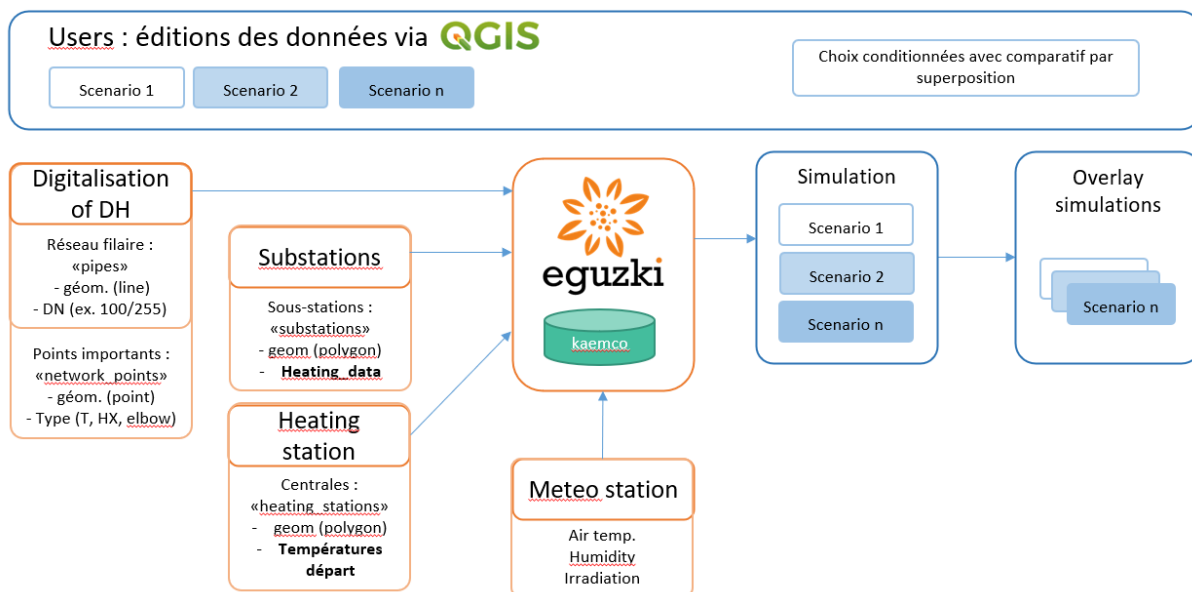 Users : éditions des données via QGIS
Scenario 1
Scenario 2
Scenario n
Choix conditionnées avec comparatif par
superposition
Digitalisation
of DH
Réseau filaire :
«pipes»
- géom. (line)
- DN (ex. 100/255)
Points importants :
«network_points»
- géom. (point)
- Type (T, HX, elbow)
Substations
Sous-stations :
«substations»
- geom (polygon)
- Heating_data
Heating
station
Centrales :
«heating_stations»
- geom (polygon)
- Températures
départ
eguzki
kaemco
Meteo station
Air temp.
Humidity
Irradiation
Simulation
Scenario 1
Scenario 2
Scenario n
Overlay
simulations
Scenario n